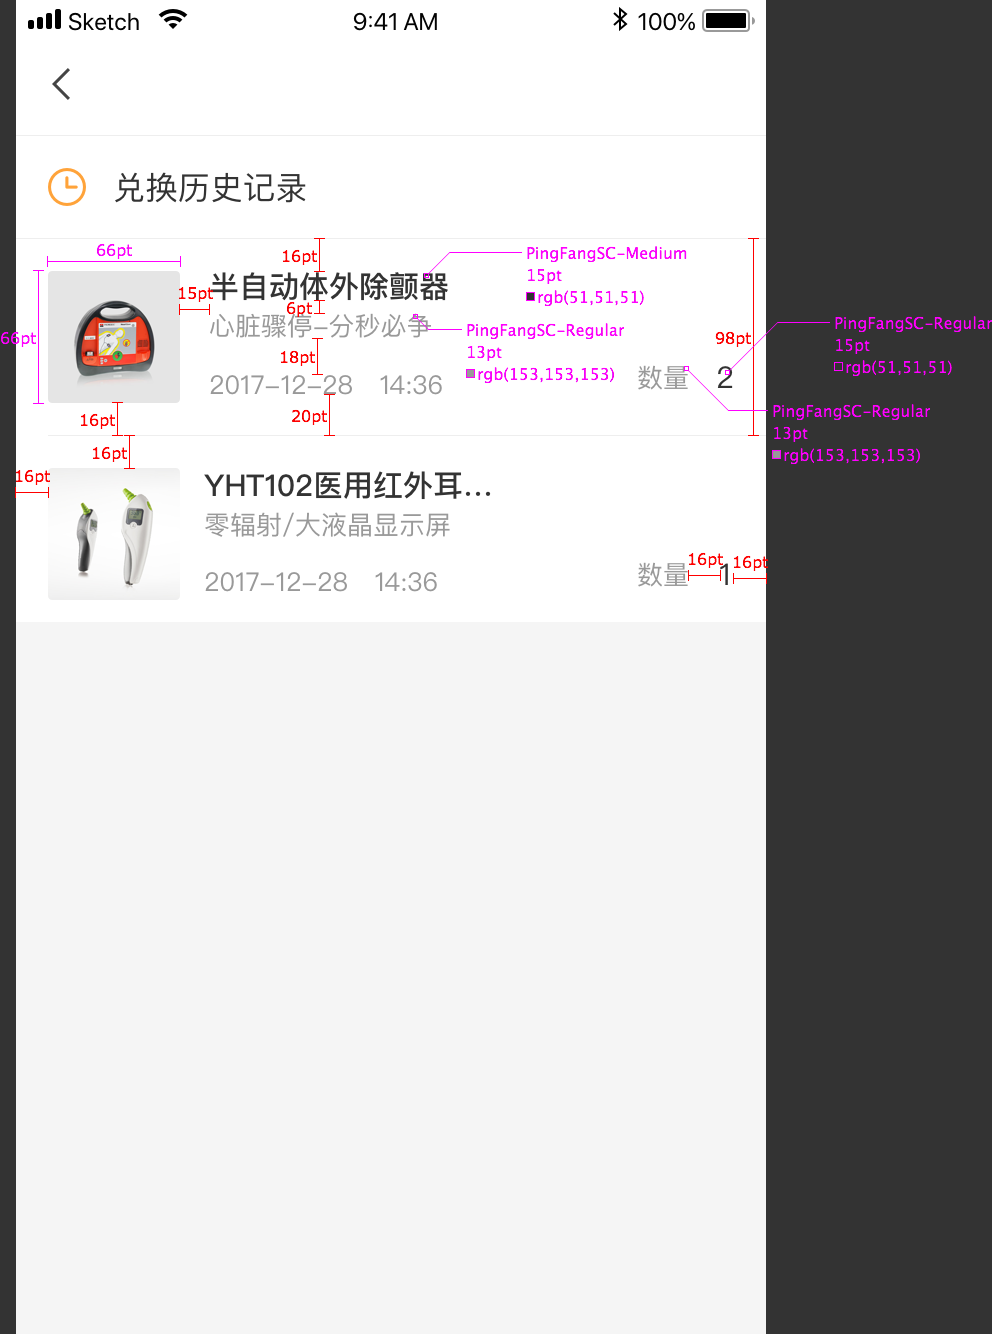 Sketch 9:41 AM 100%
兑换历史记录
66pt
16pt
PingFangSC-Medium
15pt
rgb(51,51,51)
15pt
半自动体外除颤器
6pt
心脏骤停-分秒必争
PingFangSC-Regular
13pt
rgb(153,153,153)
66pt
18pt
98pt
PingFangSC-Regular
15pt
rgb(51,51,51)
2017-12-28 14:36
数量 2
16pt
20pt
PingFangSC-Regular
13pt
rgb(153,153,153)
16pt
16pt
YHT102医用红外耳...
零辐射/大液晶显示屏
2017-12-28 14:36
数量 1
16pt
16pt